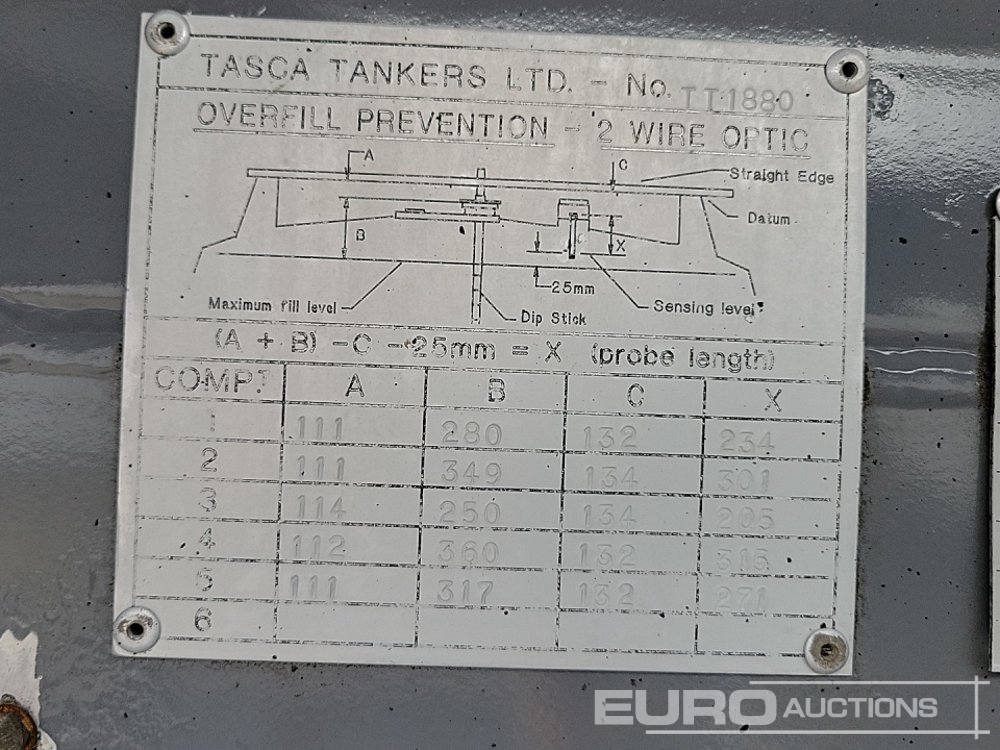 TASCA TANKERS LTD. - No. TT1880
OVERFILL PREVENTION - 2 WIRE OPTIC
A
C
Straight Edge
Datum
B
X
25mm
Maximum fill level
Sensing level
Dip Stick
(A + B) - C - 25mm = X (probe length)
COMPT A B C X
1 111 280 132 234
2 111 349 134 301
3 114 250 134 205
4 112 360 132 315
5 111 317 132 271
6
EURO AUCTIONS